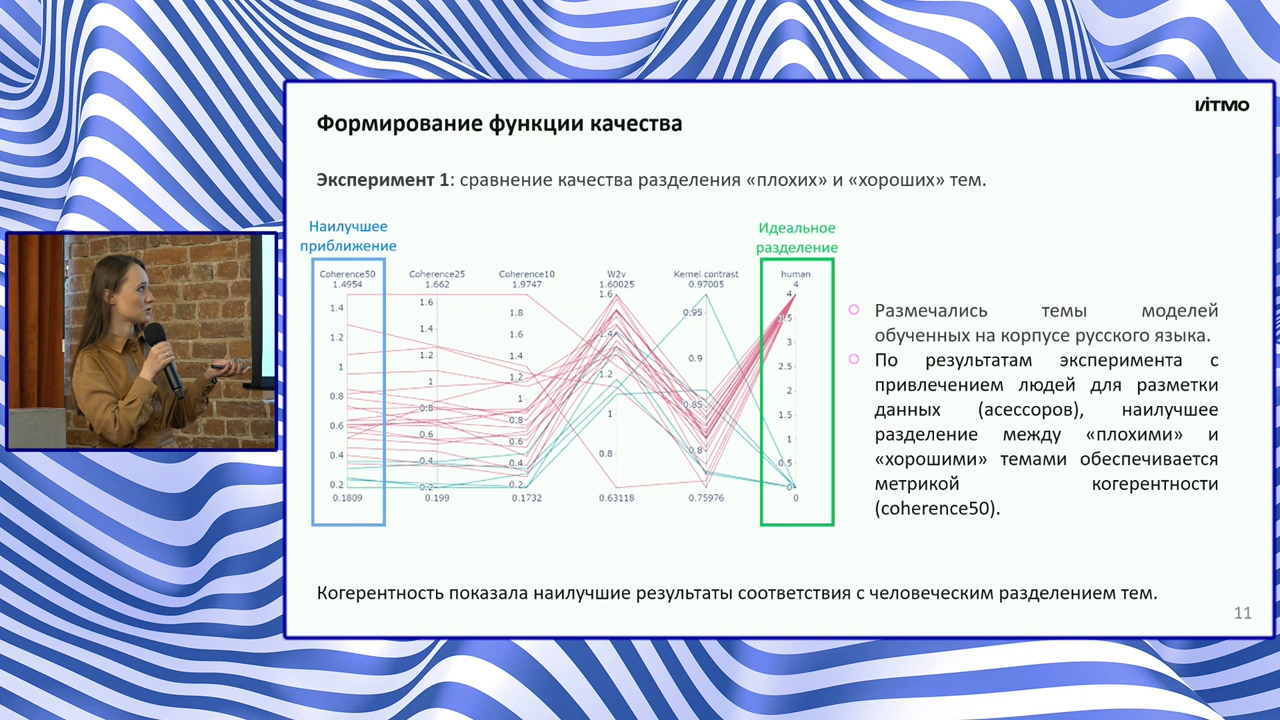 ИТМО
Формирование функции качества
Эксперимент 1: сравнение качества разделения «плохих» и «хороших» тем.
Наилучшее
приближение
Идеальное
разделение
Coherence50 Coherence25 Coherence10 W2v Kernel contrast human
1.4954 1.662 1.9747 1.60025 0.97005 4
1.4
1.2
1
0.8
0.6
0.4
0.2
1.6
1.4
1.2
1
0.8
0.6
0.4
1.8
1.6
1.4
1.2
1
0.8
0.6
0.4
0.2
1.6
1.4
1.2
1
0.8
0.95
0.9
0.85
0.8
4
3.5
3
2.5
2
1.5
1
0.5
0
0.1809 0.199 0.1732 0.63118 0.75976 0
Размечались темы моделей
обученных на корпусе русского языка.
По результатам эксперимента с
привлечением людей для разметки
данных (асессоров), наилучшее
разделение между «плохими» и
«хорошими» темами обеспечивается
метрикой когерентности
(coherence50).
Когерентность показала наилучшие результаты соответствия с человеческим разделением тем.
11